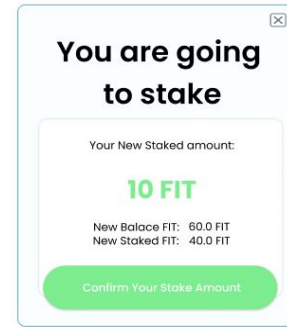 You are going
to stake
Your New Staked amount:
10 FIT
New Balace FIT: 60.0 FIT
New Staked FIT: 40.0 FIT
Confirm Your Stake Amount